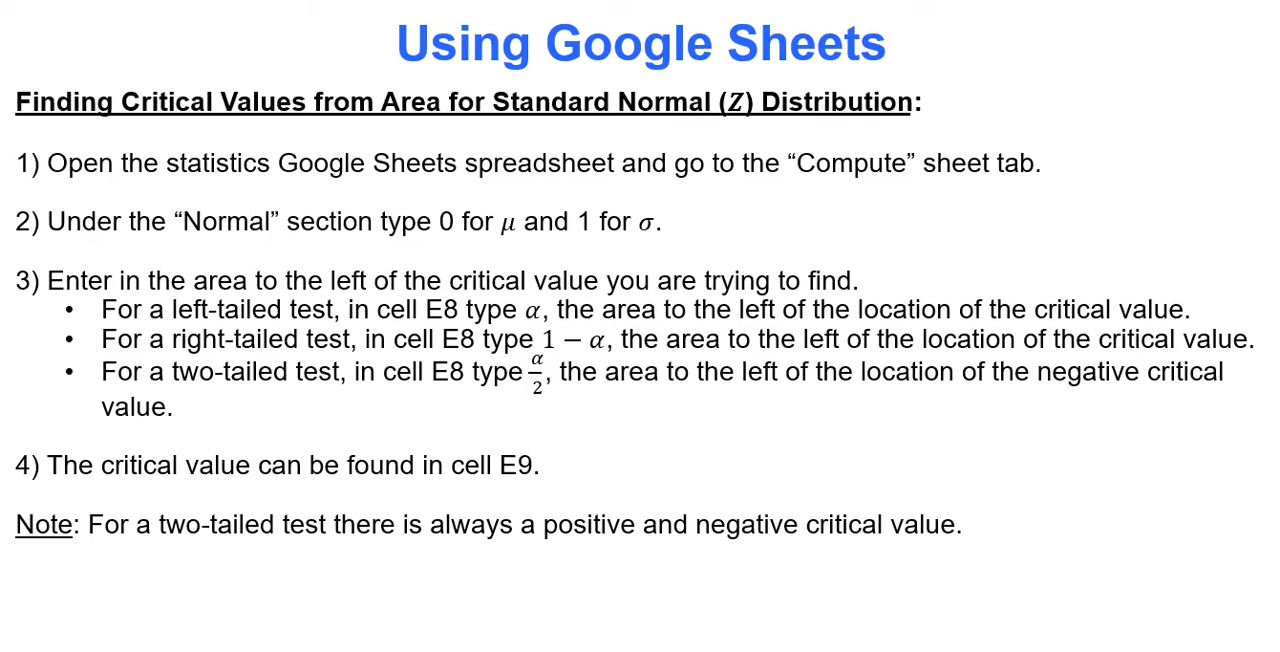 Using Google Sheets
Finding Critical Values from Area for Standard Normal (Z) Distribution:
1) Open the statistics Google Sheets spreadsheet and go to the “Compute” sheet tab.
2) Under the “Normal” section type 0 for μ and 1 for σ.
3) Enter in the area to the left of the critical value you are trying to find.
• For a left-tailed test, in cell E8 type α, the area to the left of the location of the critical value.
• For a right-tailed test, in cell E8 type 1 − α, the area to the left of the location of the critical value.
• For a two-tailed test, in cell E8 type α/2, the area to the left of the location of the negative critical
value.
4) The critical value can be found in cell E9.
Note: For a two-tailed test there is always a positive and negative critical value.